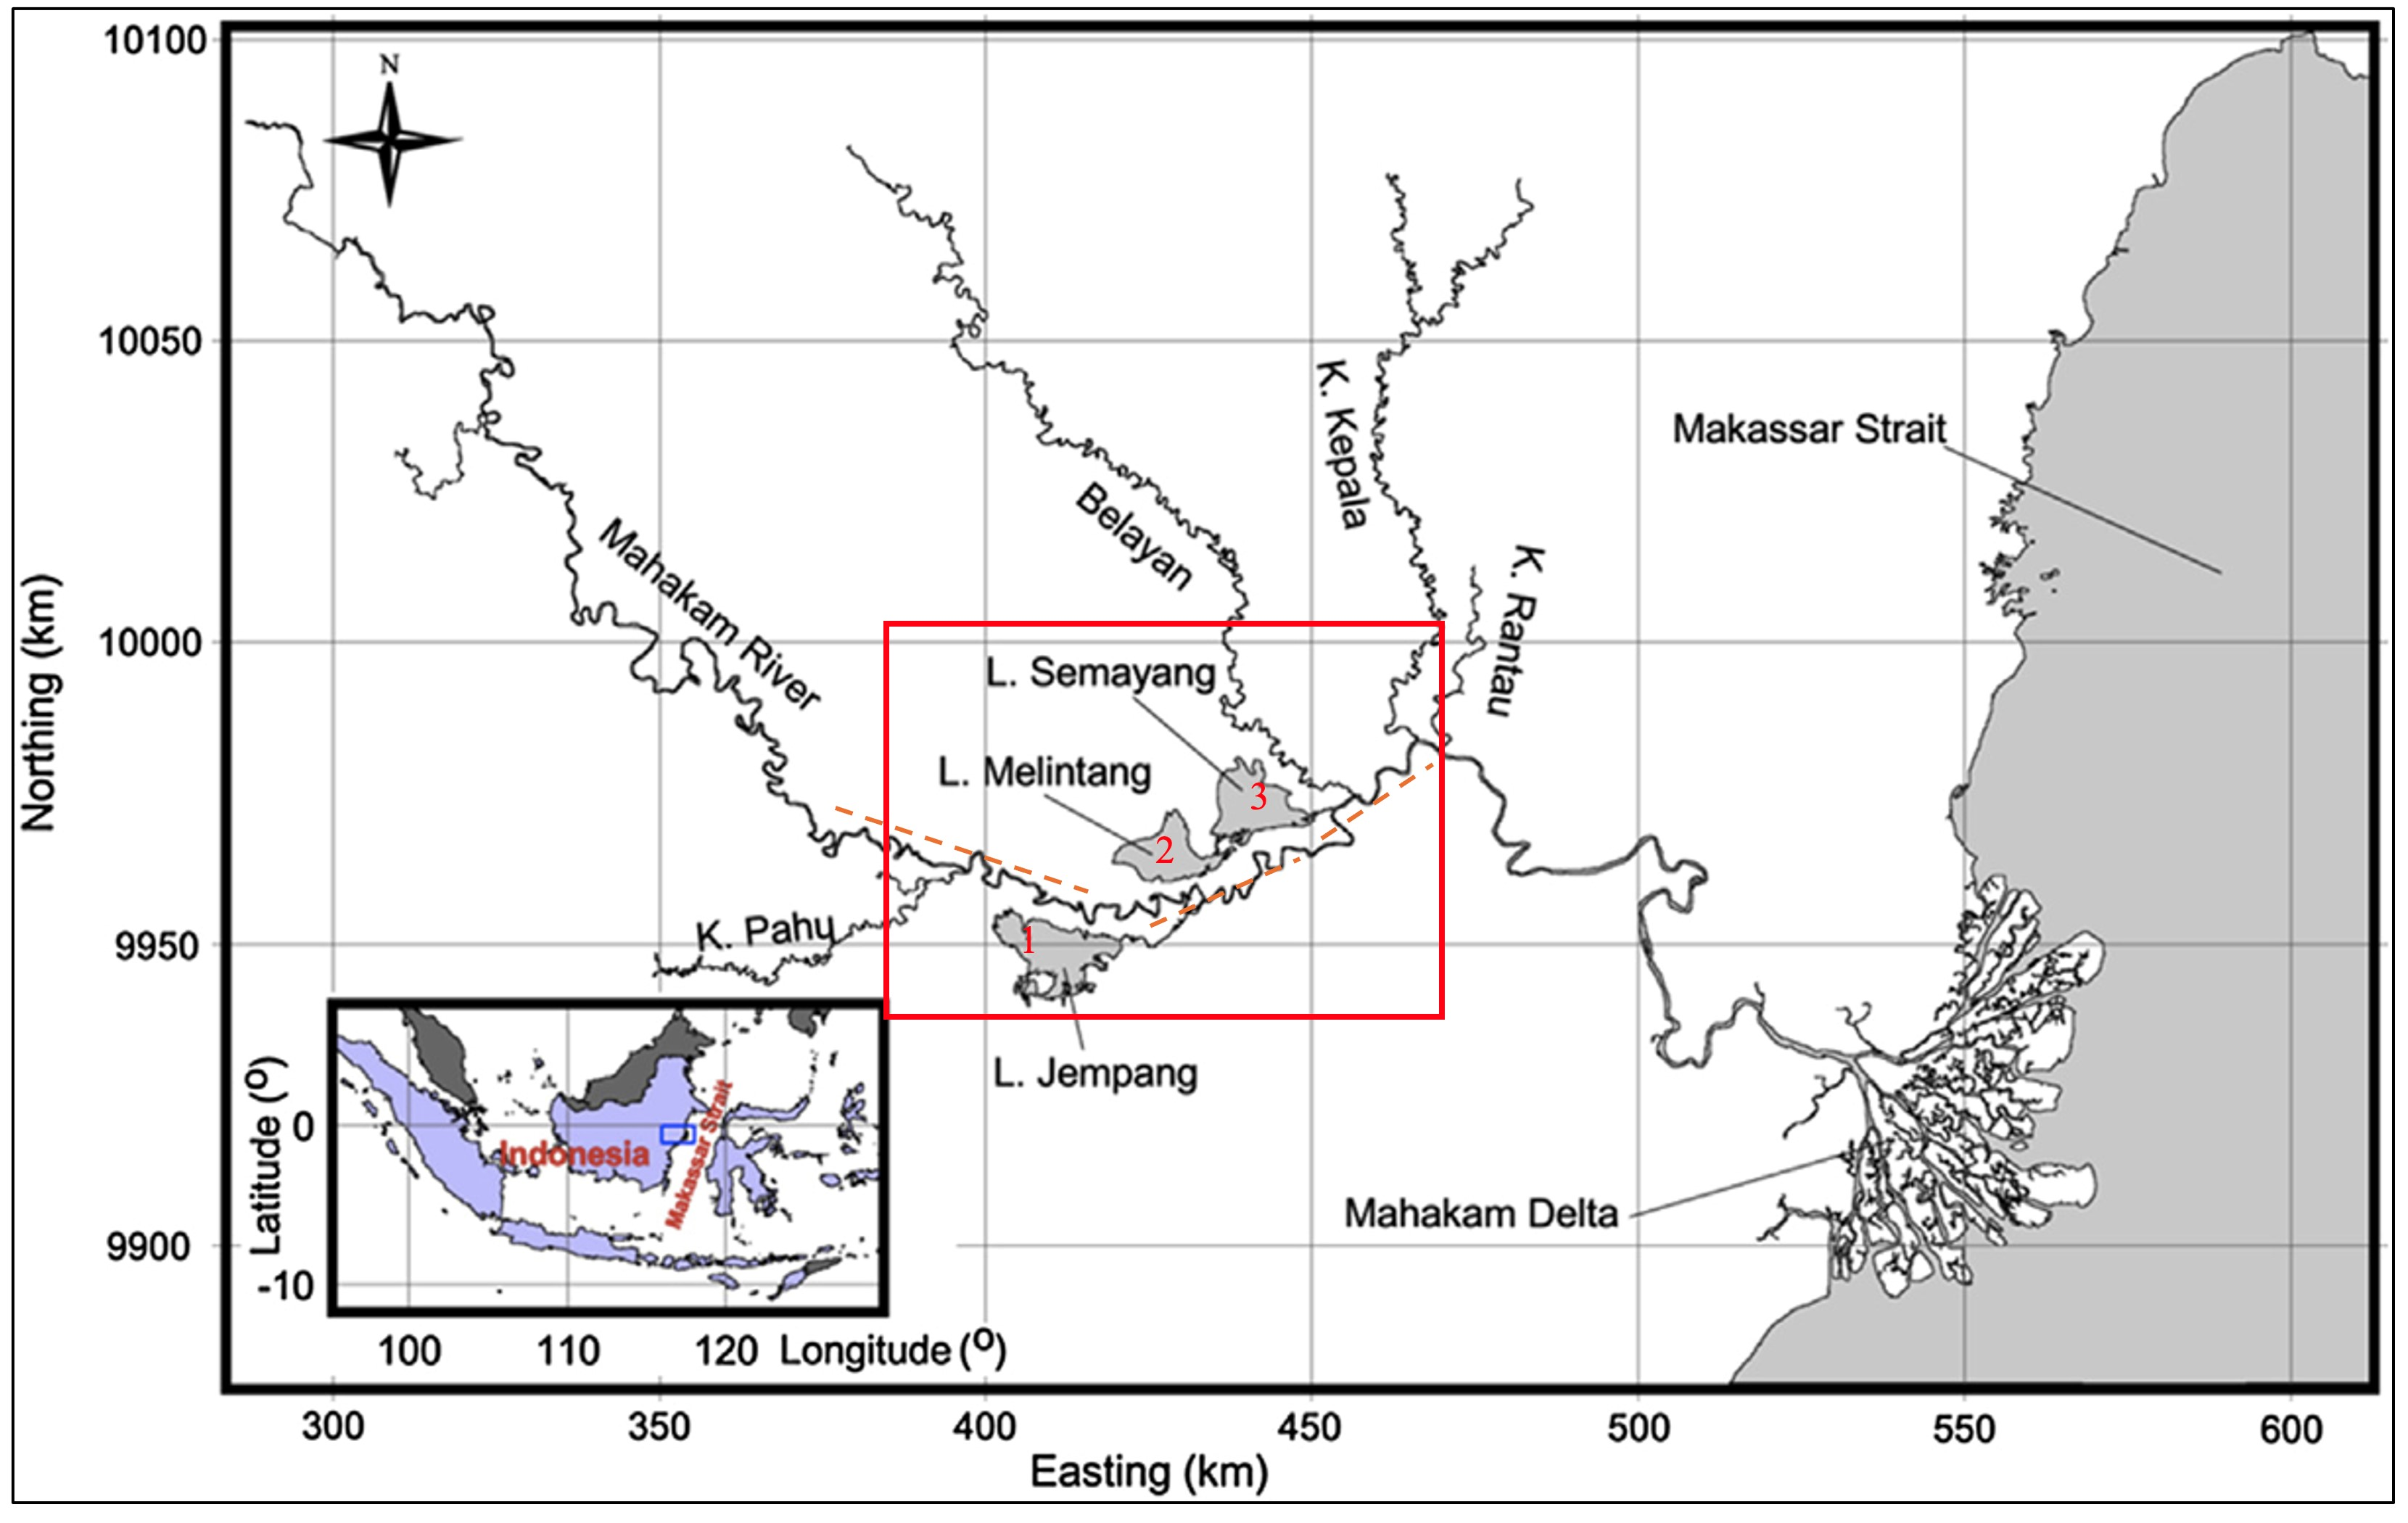 10100
N
10050
K. Kepala
Makassar Strait
Belayan
Mahakam River
K. Rantau
10000
L. Semayang
L. Melintang
3
2
K. Pahu
1
9950
L. Jempang
Northing (km)
Mahakam Delta
9900
Latitude (º)
0
-10
Indonesia
Makassar Strait
100 110 120 Longitude (º)
300 350 400 450 500 550 600
Easting (km)